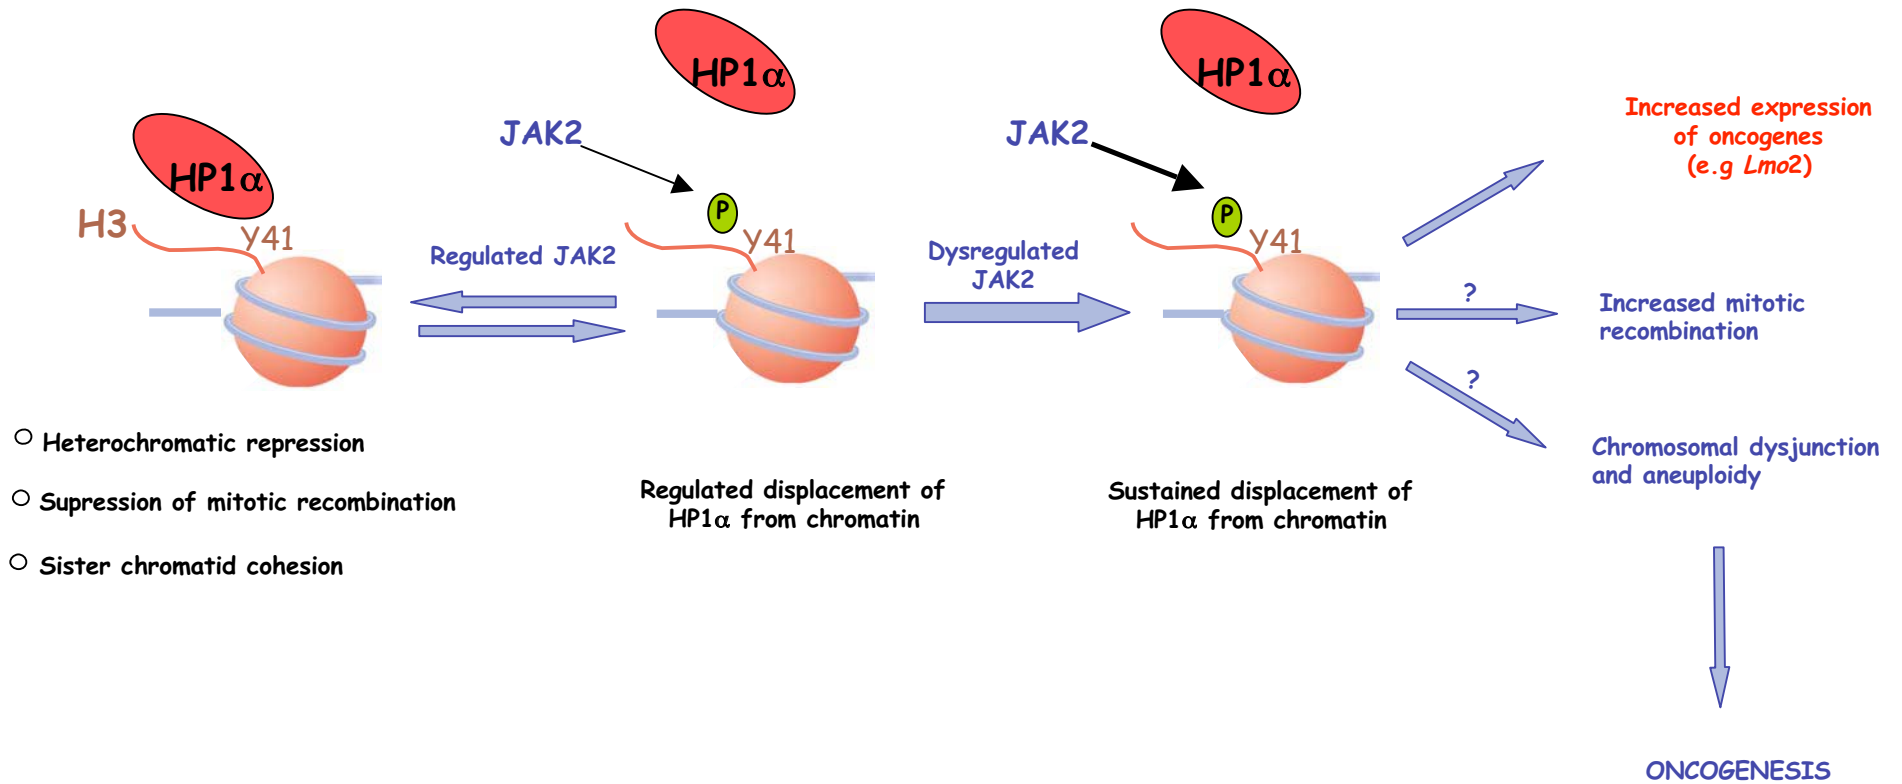 HP1α
H3
Y41
Regulated JAK2
HP1α
JAK2
P
Y41
Dysregulated
JAK2
HP1α
JAK2
P
Y41
Increased expression
of oncogenes
(e.g Lmo2)
?
Increased mitotic
recombination
?
Chromosomal dysjunction
and aneuploidy
Heterochromatic repression
Supression of mitotic recombination
Sister chromatid cohesion
Regulated displacement of
HP1α from chromatin
Sustained displacement of
HP1α from chromatin
ONCOGENESIS